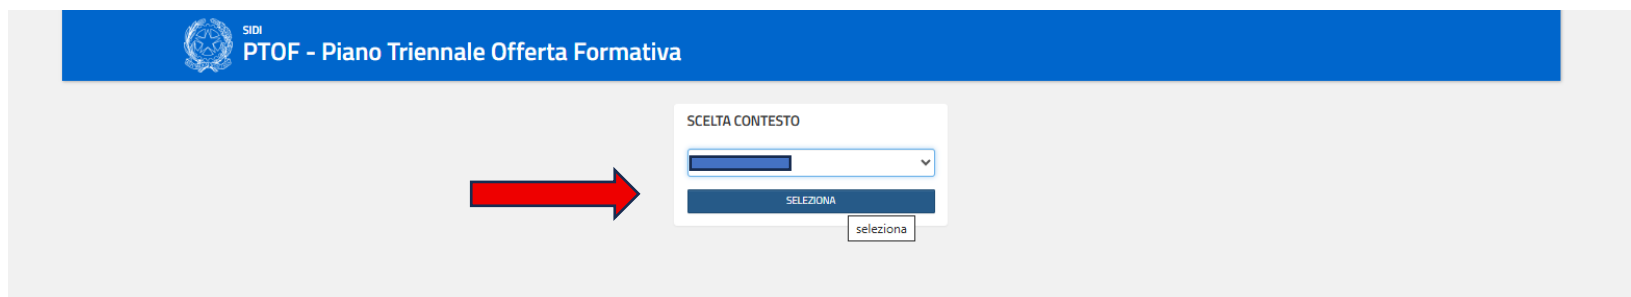 SIDI
PTOF - Piano Triennale Offerta Formativa
SCELTA CONTESTO
SELEZIONA
seleziona